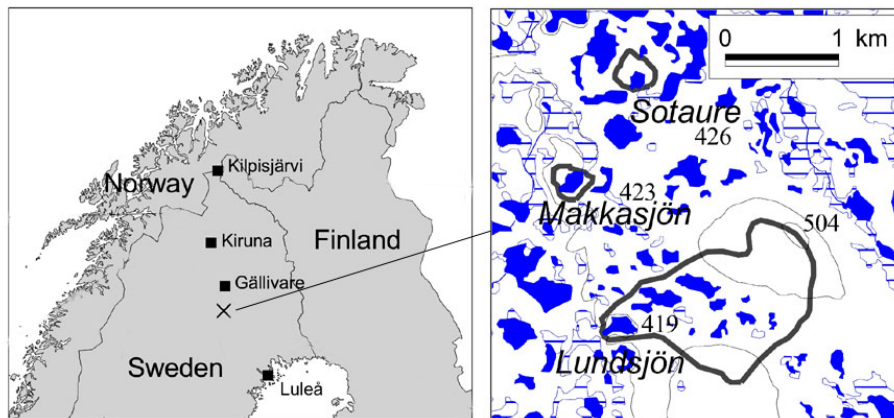 Kilpisjärvi
Norway
Kiruna
Finland
Gällivare
Sweden
Luleå
0 1 km
Sotaure
426
423
Makkasjön
504
419
Lundsjön